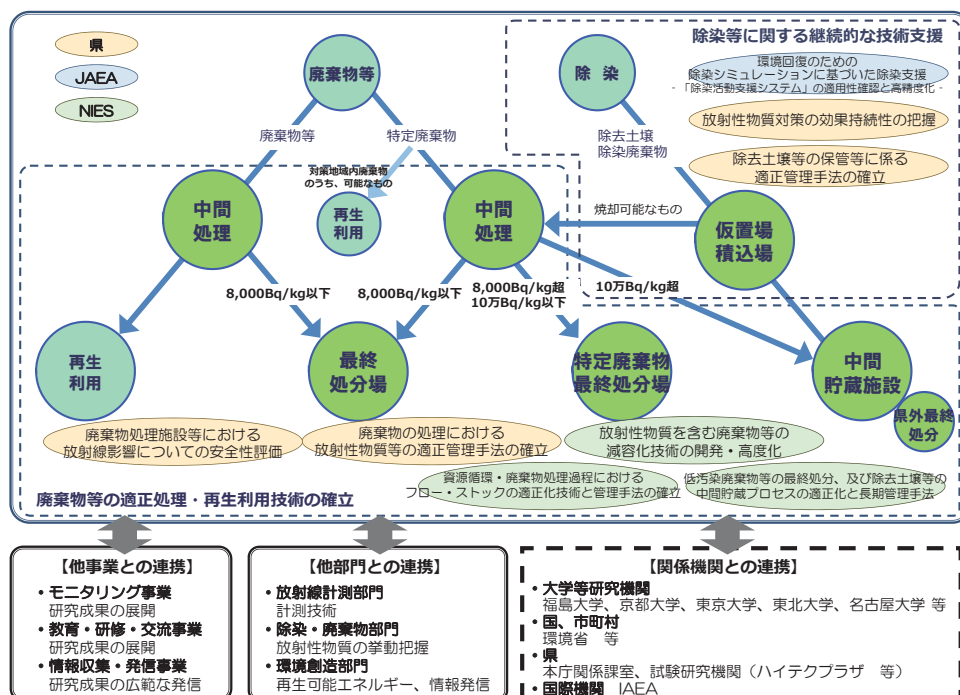 県
JAEA
NIES
廃棄物等
除 染
除染等に関する継続的な技術支援
環境回復のための
除染シミュレーションに基づいた除染支援
- 「除染活動支援システム」の適用性確認と高精度化 -
放射性物質対策の効果持続性の把握
除去土壌等の保管等に係る
適正管理手法の確立
廃棄物等
特定廃棄物
除去土壌
除染廃棄物
対策地域内廃棄物
のうち、可能なもの
中間
処理
再生
利用
中間
処理
焼却可能なもの
仮置場
積込場
8,000Bq/kg以下
8,000Bq/kg以下
8,000Bq/kg超
10万Bq/kg以下
10万Bq/kg超
再生
利用
最終
処分場
特定廃棄物
最終処分場
中間
貯蔵施設
県外最終
処分
廃棄物処理施設等における
放射線影響についての安全性評価
廃棄物の処理における
放射性物質等の適正管理手法の確立
放射性物質を含む廃棄物等の
減容化技術の開発・高度化
資源循環・廃棄物処理過程における
フロー・ストックの適正化技術と管理手法の確立
低汚染廃棄物等の最終処分、及び除去土壌等の
中間貯蔵プロセスの適正化と長期管理手法
廃棄物等の適正処理・再生利用技術の確立
【他事業との連携】
・モニタリング事業
研究成果の展開
・教育・研修・交流事業
研究成果の展開
・情報収集・発信事業
研究成果の広範な発信
【他部門との連携】
・放射線計測部門
計測技術
・除染・廃棄物部門
放射性物質の挙動把握
・環境創造部門
再生可能エネルギー、情報発信
【関係機関との連携】
・大学等研究機関
福島大学、京都大学、東京大学、東北大学、名古屋大学 等
・国、市町村
環境省 等
・県
本庁関係課室、試験研究機関（ハイテクプラザ 等）
・国際機関 IAEA